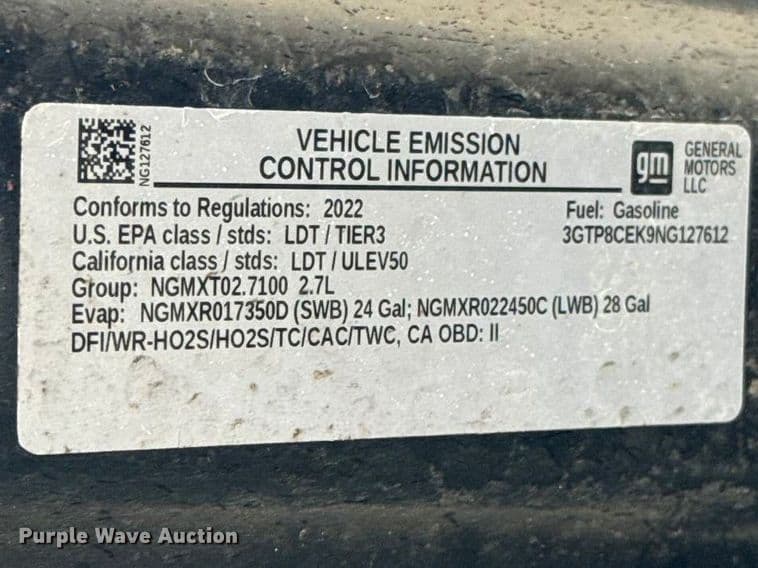 NG127612
VEHICLE EMISSION
CONTROL INFORMATION
gm
GENERAL
MOTORS
LLC
Conforms to Regulations: 2022
Fuel: Gasoline
U.S. EPA class / stds: LDT / TIER3
3GTP8CEK9NG127612
California class / stds: LDT / ULEV50
Group: NGMXT02.7100 2.7L
Evap: NGMXR017350D (SWB) 24 Gal; NGMXR022450C (LWB) 28 Gal
DFI/WR-HO2S/HO2S/TC/CAC/TWC, CA OBD: II
Purple Wave Auction